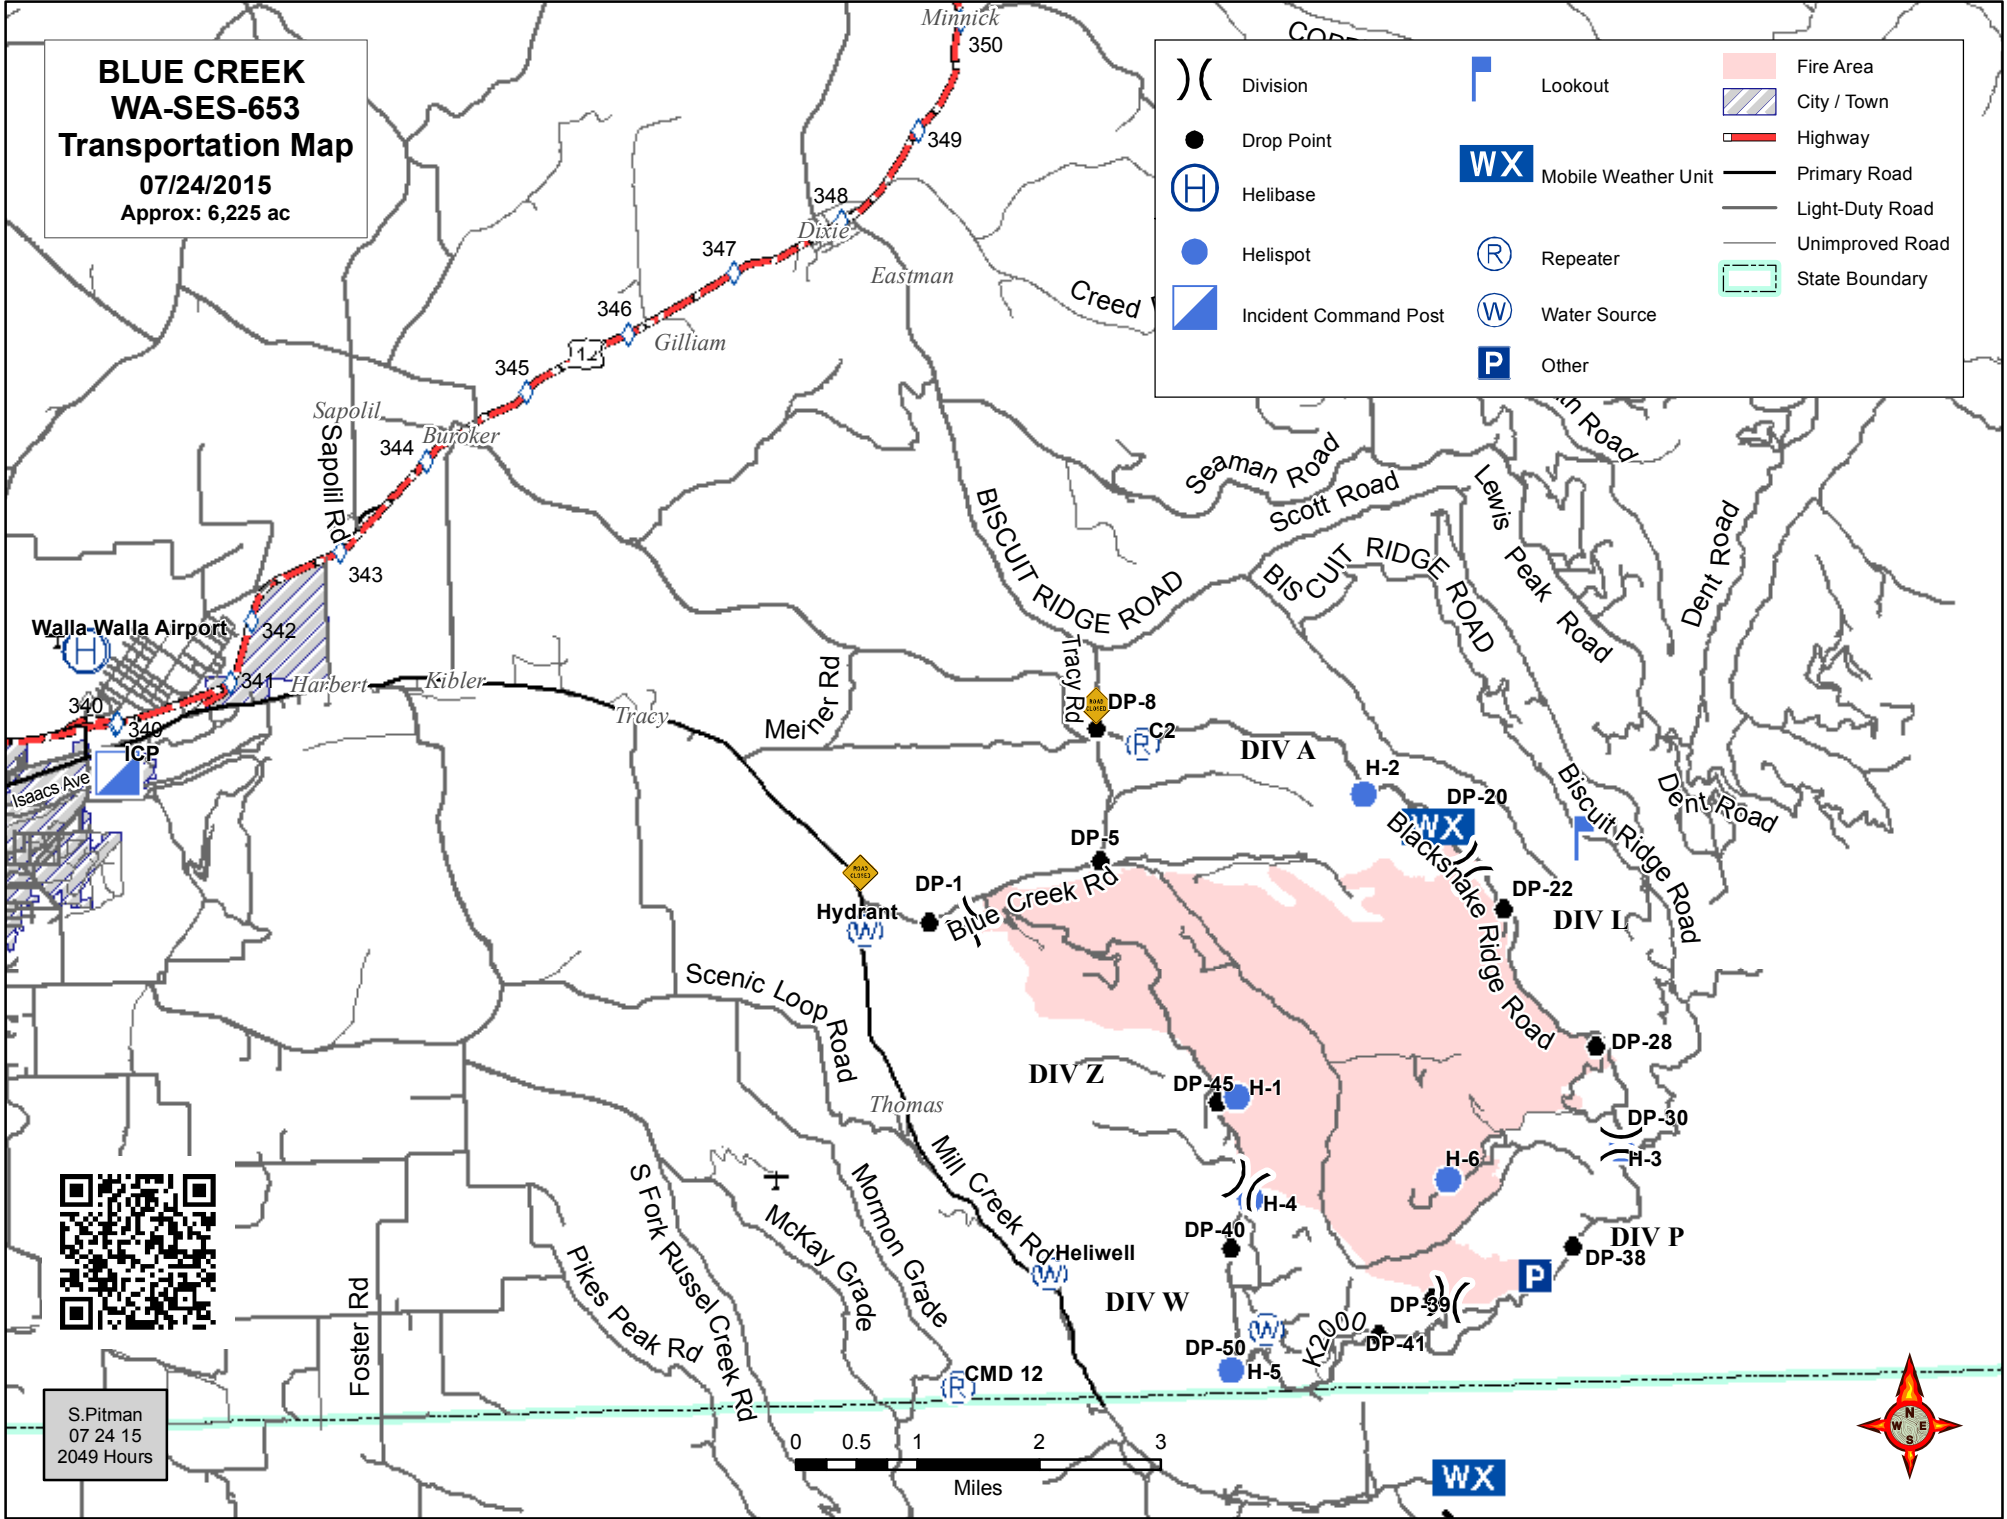 BLUE CREEK
WA-SES-653
Transportation Map
07/24/2015
Approx: 6,225 ac
Minnick
350
349
348
Dixie
347
Eastman
346
Gilliam
345
12
Sapolil
Sapolil Rd
Buroker
344
343
342
341
340
340
Walla Walla Airport
H
Harbert
Kibler
Tracy
ICP
Isaacs Ave
Creed
Division
Drop Point
H
Helibase
Helispot
Incident Command Post
Lookout
WX
Mobile Weather Unit
R
Repeater
W
Water Source
P
Other
Fire Area
City / Town
Highway
Primary Road
Light-Duty Road
Unimproved Road
State Boundary
Road
Seaman Road
Scott Road
Lewis Peak Road
Dent Road
BISCUIT RIDGE ROAD
BISCUIT RIDGE ROAD
Tracy Rd
Meiner Rd
ROAD CLOSED
DP-8
R
C2
DIV A
H-2
DP-20
WX
Biscuit Ridge Road
Dent Road
Blacksnake Ridge Road
DP-5
DP-1
Blue Creek Rd
ROAD CLOSED
Hydrant
W
DP-22
DIV L
Scenic Loop Road
DP-28
DIV Z
DP-45
H-1
DP-30
H-3
Thomas
Mill Creek Rd
H-6
H-4
DP-40
DIV P
DP-38
P
Heliwell
W
DIV W
DP-39
DP-41
K2000
W
DP-50
H-5
Mormon Grade
McKay Grade
S Fork Russel Creek Rd
Pikes Peak Rd
Foster Rd
R
CMD 12
S.Pitman
07 24 15
2049 Hours
0 0.5 1 2 3
Miles
WX
N
W E
S